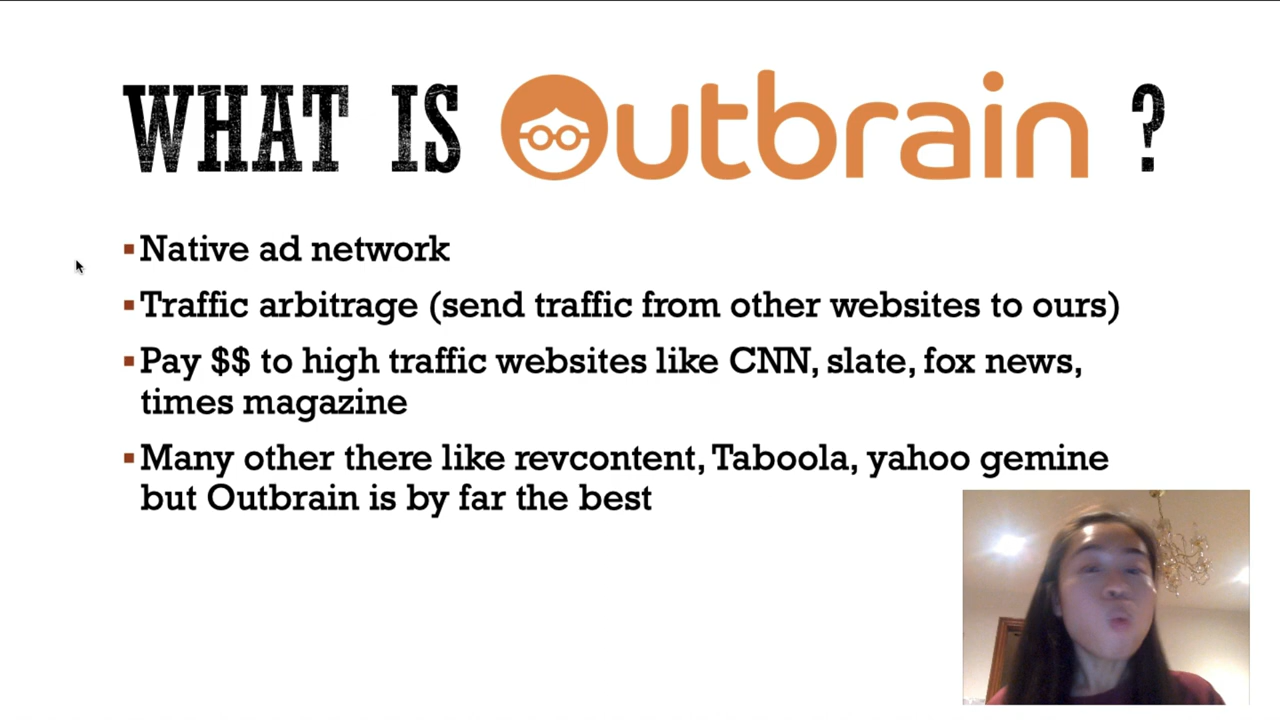 WHAT IS Outbrain ?
Native ad network
Traffic arbitrage (send traffic from other websites to ours)
Pay $$ to high traffic websites like CNN, slate, fox news,
times magazine
Many other there like revcontent, Taboola, yahoo gemine
but Outbrain is by far the best